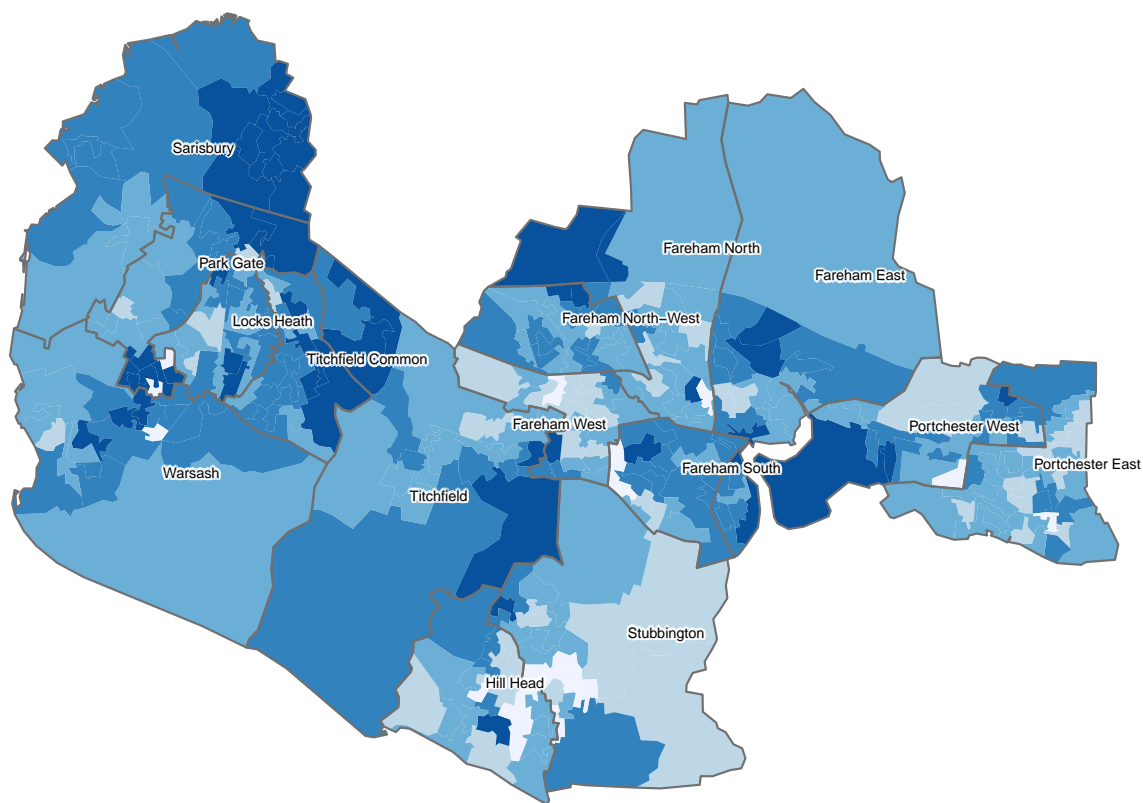 Sarisbury
Fareham North
Park Gate
Fareham East
Fareham North−West
Locks Heath
Titchfield Common
Fareham West
Portchester West
Portchester East
Fareham South
Warsash
Titchfield
Stubbington
Hill Head